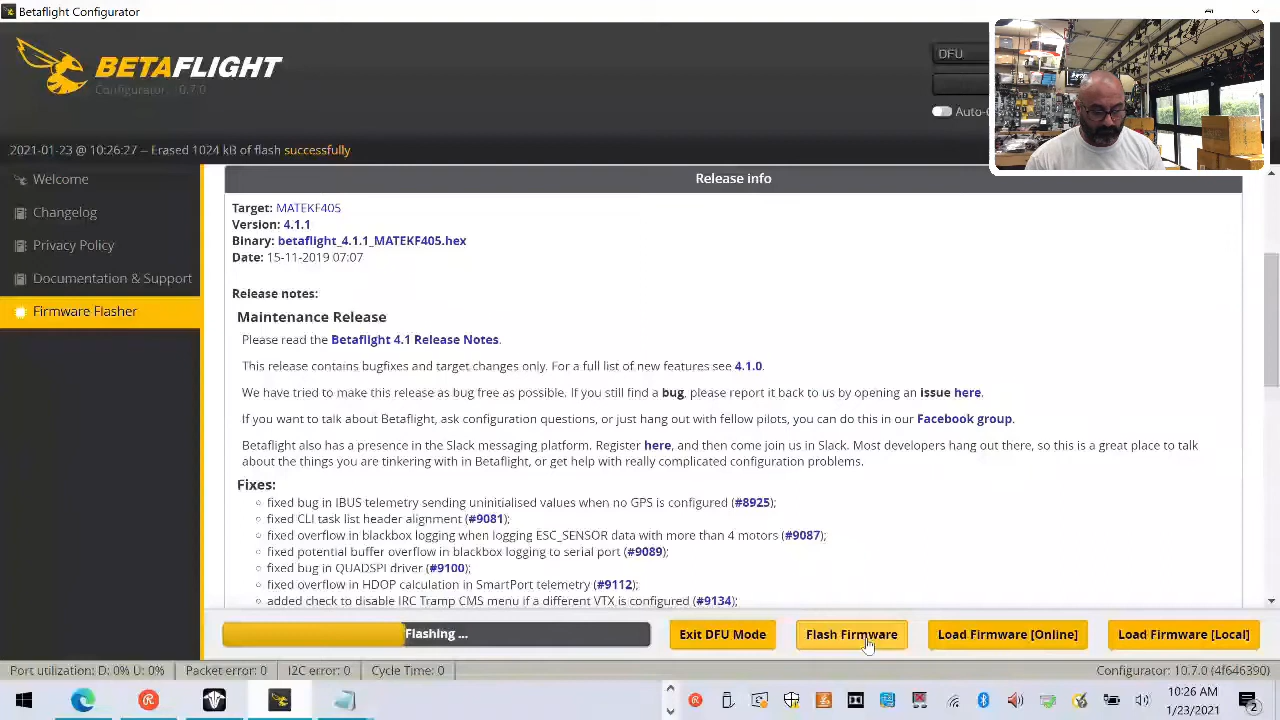 Betaflight Configurator
BETAFLIGHT
Configurator 0.7.0
DFU
Auto-C
2021-01-23 @ 10:26:27 -- Erased 1024 kB of flash successfully
Welcome
Changelog
Privacy Policy
Documentation & Support
Firmware Flasher
Release info
Target: MATEKF405
Version: 4.1.1
Binary: betaflight_4.1.1_MATEKF405.hex
Date: 15-11-2019 07:07
Release notes:
Maintenance Release
Please read the Betaflight 4.1 Release Notes.
This release contains bugfixes and target changes only. For a full list of new features see 4.1.0.
We have tried to make this release as bug free as possible. If you still find a bug, please report it back to us by opening an issue here.
If you want to talk about Betaflight, ask configuration questions, or just hang out with fellow pilots, you can do this in our Facebook group.
Betaflight also has a presence in the Slack messaging platform. Register here, and then come join us in Slack. Most developers hang out there, so this is a great place to talk
about the things you are tinkering with in Betaflight, or get help with really complicated configuration problems.
Fixes:
fixed bug in IBUS telemetry sending uninitialised values when no GPS is configured (#8925);
fixed CLI task list header alignment (#9081);
fixed overflow in blackbox logging when logging ESC_SENSOR data with more than 4 motors (#9087);
fixed potential buffer overflow in blackbox logging to serial port (#9089);
fixed bug in QUADSPI driver (#9100);
fixed overflow in HDOP calculation in SmartPort telemetry (#9112);
added check to disable IRC Tramp CMS menu if a different VTX is configured (#9134);
Flashing ...
Exit DFU Mode
Flash Firmware
Load Firmware [Online]
Load Firmware [Local]
Port utilization: D: 0% U: 0%
Packet error: 0
I2C error: 0
Cycle Time: 0
Configurator: 10.7.0 (4f646390)
10:26 AM
1/23/2021
2